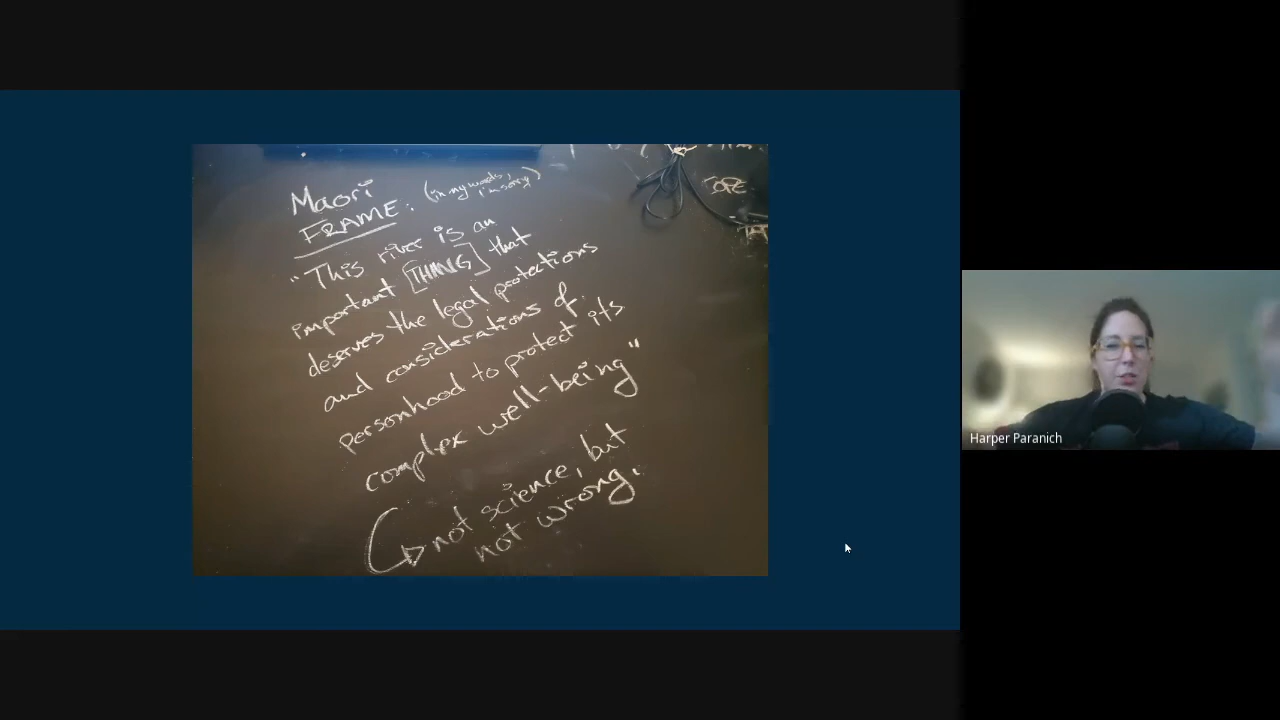 Maori
FRAME: (in my words,
i'm sorry)
"This river is an
important [THING] that
deserves the legal protections
and considerations of
personhood to protect its
complex well-being"
not science, but
not wrong.
OPE
Harper Paranich